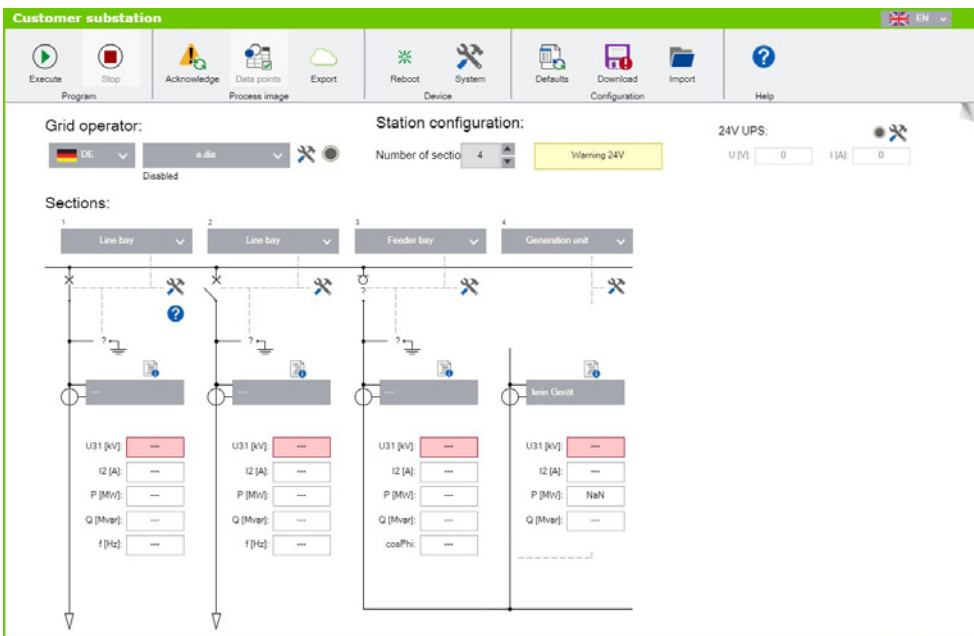 Customer substation
EN
Execute
Stop
Acknowledge
Data points
Export
Reboot
System
Defaults
Download
Import
Program
Process image
Device
Configuration
Help
Grid operator:
DE
e.dis
Disabled
Station configuration:
Number of sectio 4
Warning 24V
24V UPS:
U [V]: 0
I [A]: 0
Sections:
1 2 3 4
Line bay
Line bay
Feeder bay
Generation unit
?
?
? ? ?
--- --- --- kein Gerät
U31 [kV]: --- U31 [kV]: --- U31 [kV]: --- U31 [kV]: ---
I2 [A]: --- I2 [A]: --- I2 [A]: --- I2 [A]: ---
P [MW]: --- P [MW]: --- P [MW]: --- P [MW]: NaN
Q [Mvar]: --- Q [Mvar]: --- Q [Mvar]: --- Q [Mvar]: ---
f [Hz]: --- f [Hz]: --- cosPhi: ---